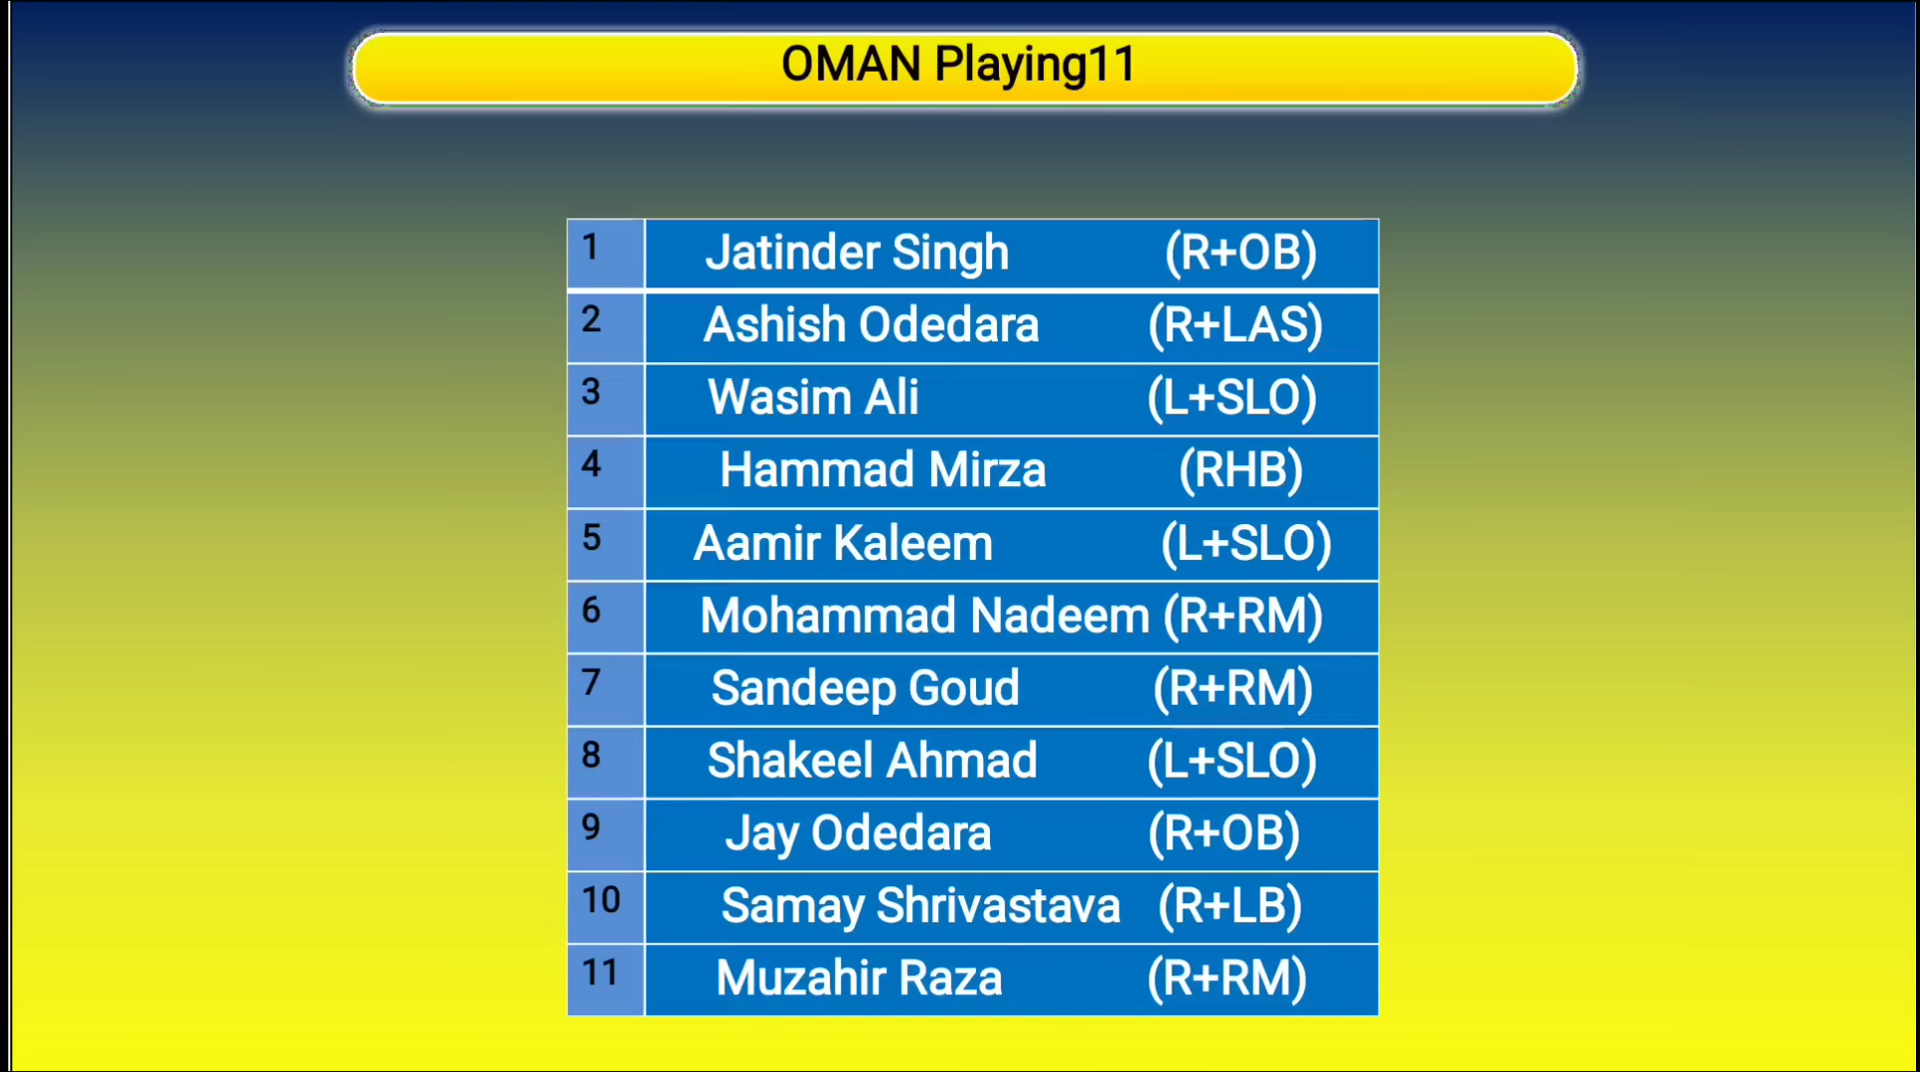 OMAN Playing11
1 Jatinder Singh (R+OB)
2 Ashish Odedara (R+LAS)
3 Wasim Ali (L+SLO)
4 Hammad Mirza (RHB)
5 Aamir Kaleem (L+SLO)
6 Mohammad Nadeem (R+RM)
7 Sandeep Goud (R+RM)
8 Shakeel Ahmad (L+SLO)
9 Jay Odedara (R+OB)
10 Samay Shrivastava (R+LB)
11 Muzahir Raza (R+RM)